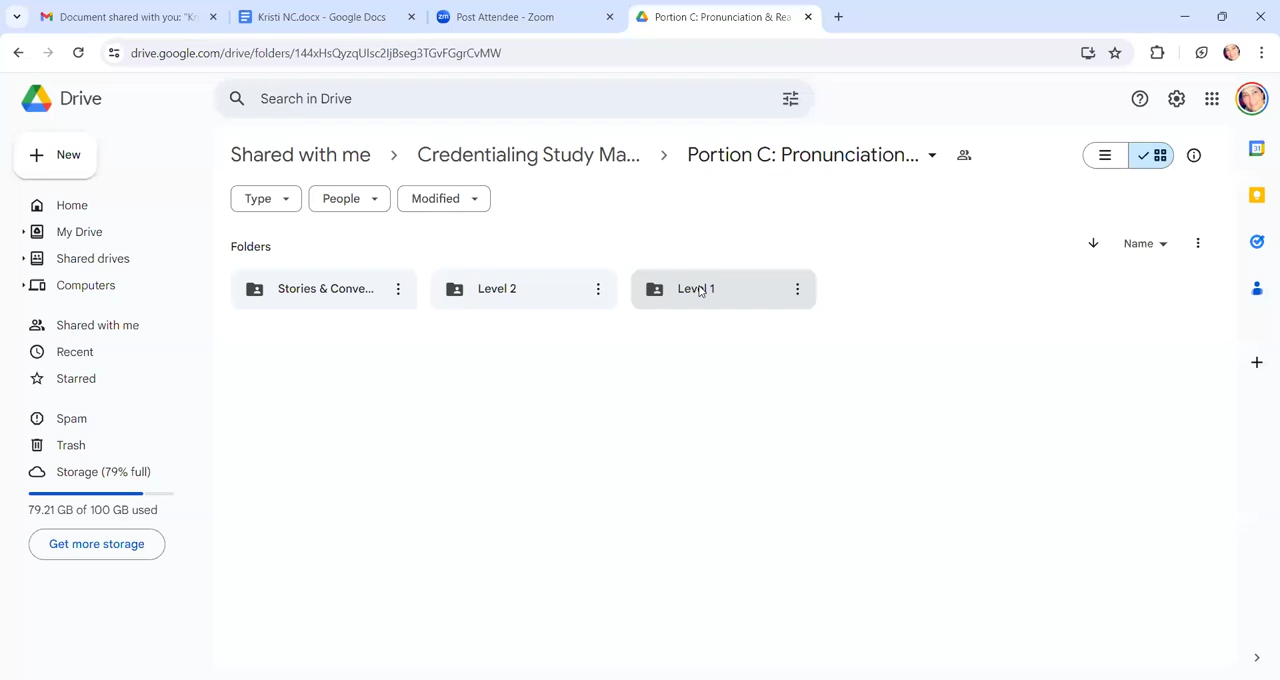 Document shared with you: "Kr
Kristi NC.docx - Google Docs
zm
Post Attendee - Zoom
Portion C: Pronunciation & Rea
drive.google.com/drive/folders/144xHsQyzqUIsc2IjBseg3TGvFGgrCvMW
Drive
Search in Drive
New
Shared with me
Credentialing Study Ma...
Portion C: Pronunciation...
Type
People
Modified
Home
My Drive
Shared drives
Computers
Shared with me
Recent
Starred
Spam
Trash
Storage (79% full)
79.21 GB of 100 GB used
Get more storage
Folders
Name
Stories & Conve...
Level 2
Level 1
31